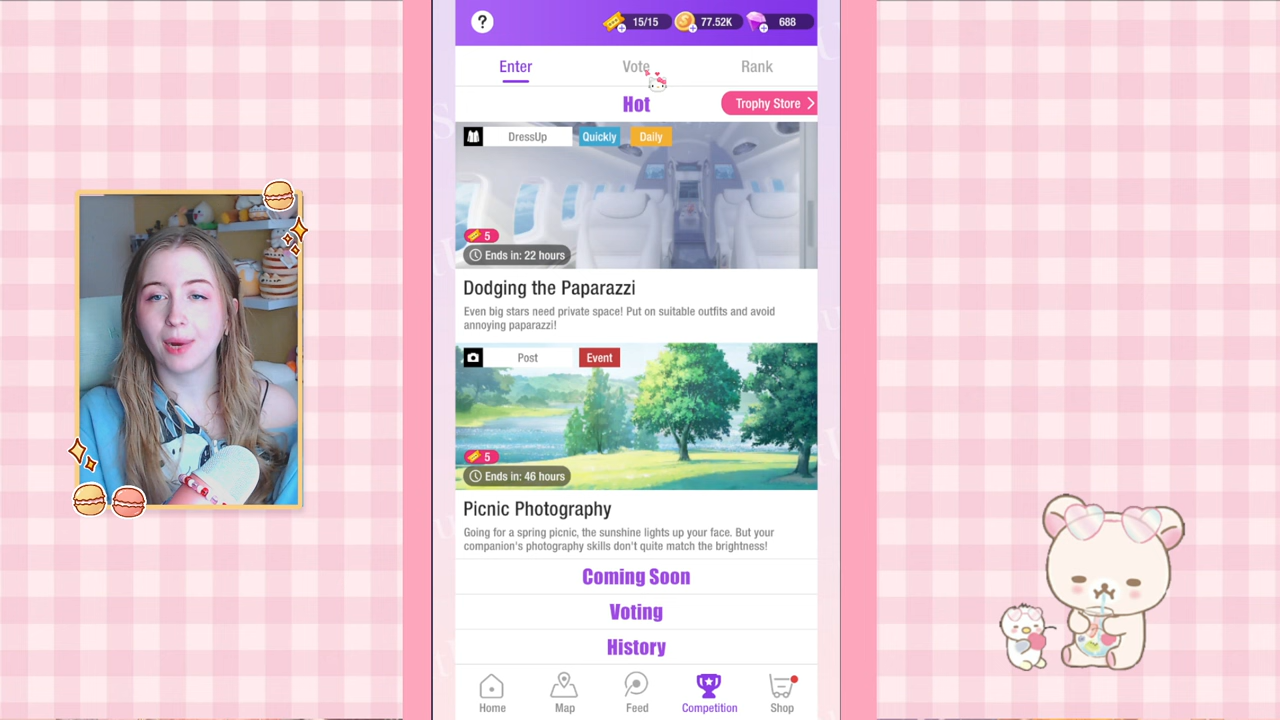 ?
15/15
77.52K
688
Enter
Vote
Rank
Hot
Trophy Store
DressUp
Quickly
Daily
5
Ends in: 22 hours
Dodging the Paparazzi
Even big stars need private space! Put on suitable outfits and avoid
annoying paparazzi!
Post
Event
5
Ends in: 46 hours
Picnic Photography
Going for a spring picnic, the sunshine lights up your face. But your
companion's photography skills don't quite match the brightness!
Coming Soon
Voting
History
Home
Map
Feed
Competition
Shop